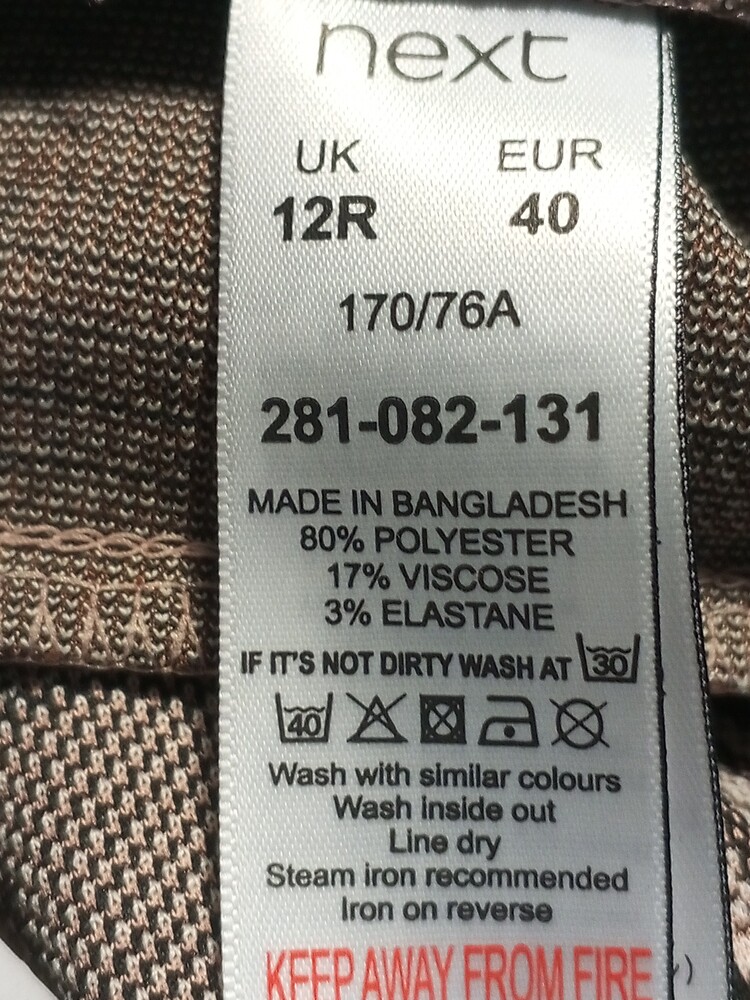 next
UK EUR
12R 40
170/76A
281-082-131
MADE IN BANGLADESH
80% POLYESTER
17% VISCOSE
3% ELASTANE
IF IT'S NOT DIRTY WASH AT 30
40
Wash with similar colours
Wash inside out
Line dry
Steam iron recommended
Iron on reverse
KEEP AWAY FROM FIRE